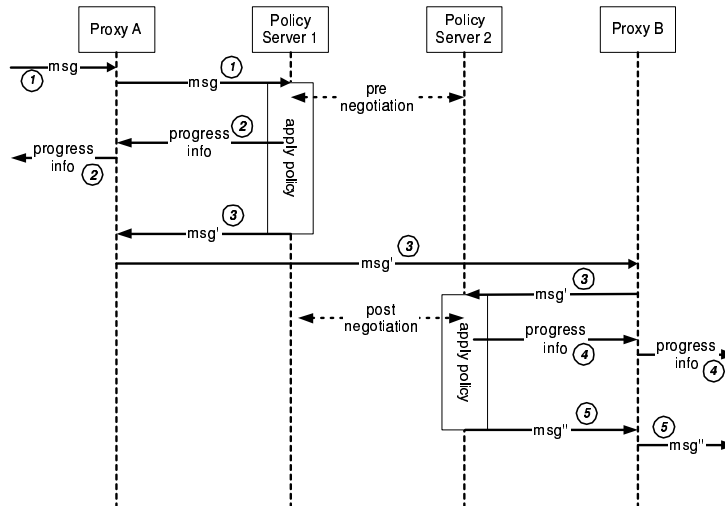 Proxy A
Policy
Server 1
Policy
Server 2
Proxy B
msg
1
msg
1
pre
negotiation
apply policy
progress
info
2
progress
info
2
msg'
3
msg'
3
msg'
3
post
negotiation
apply policy
progress
info
4
progress
info
4
msg''
5
msg''
5